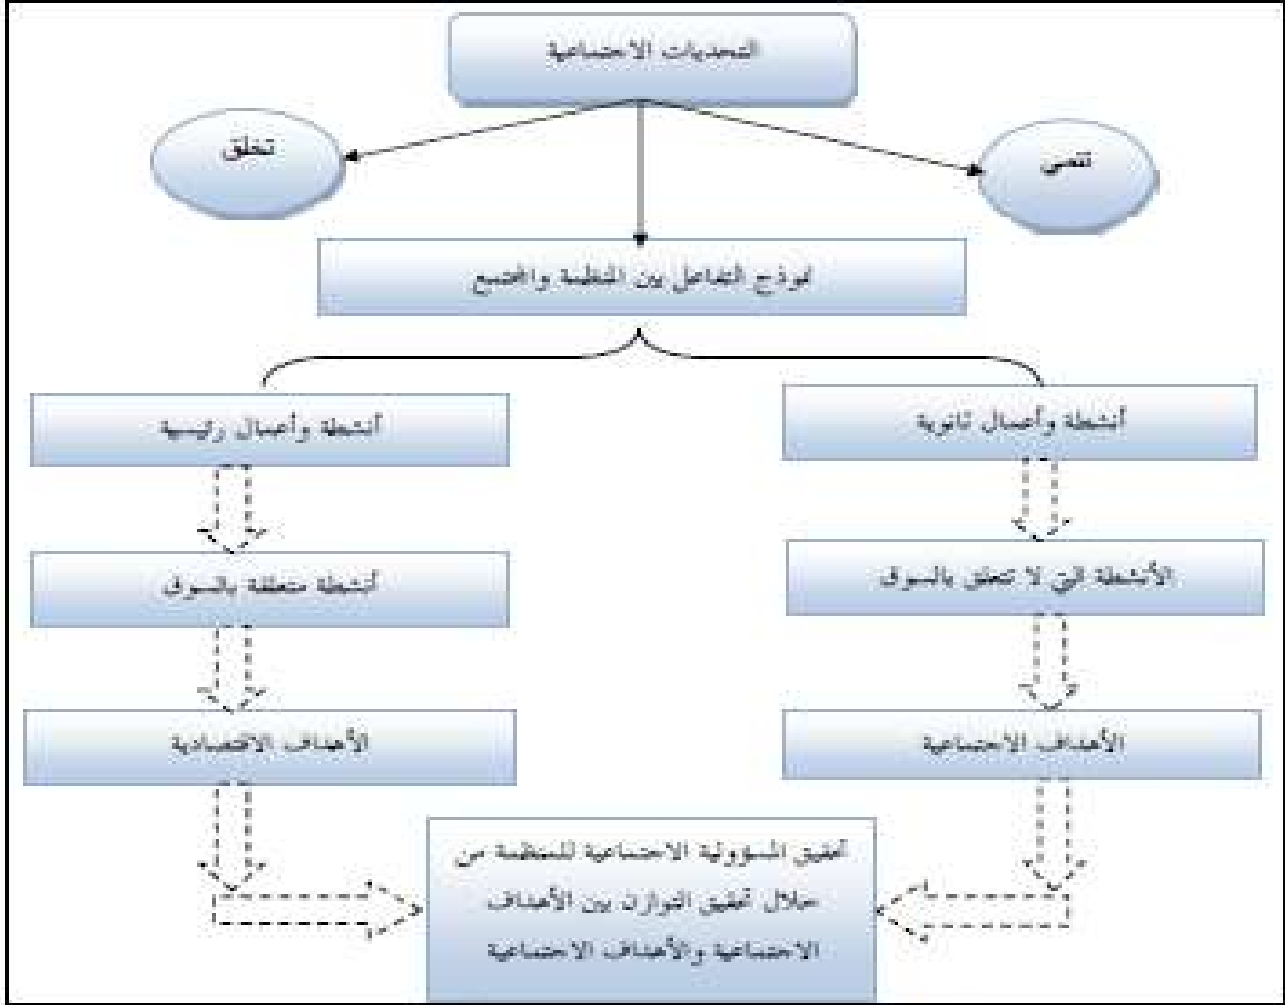 التحديات الاجتماعية
تنمي
تخلق
نموذج التفاعل بين المنظمة والمجتمع
أنشطة وأعمال ثانوية
أنشطة وأعمال رئيسية
الأنشطة التي لا تتعلق بالسوق
أنشطة متعلقة بالسوق
الأهداف الاجتماعية
الأهداف الاقتصادية
تحقيق المسؤولية الاجتماعية للمنظمة من
خلال تحقيق التوازن بين الأهداف
الاجتماعية والأهداف الاجتماعية